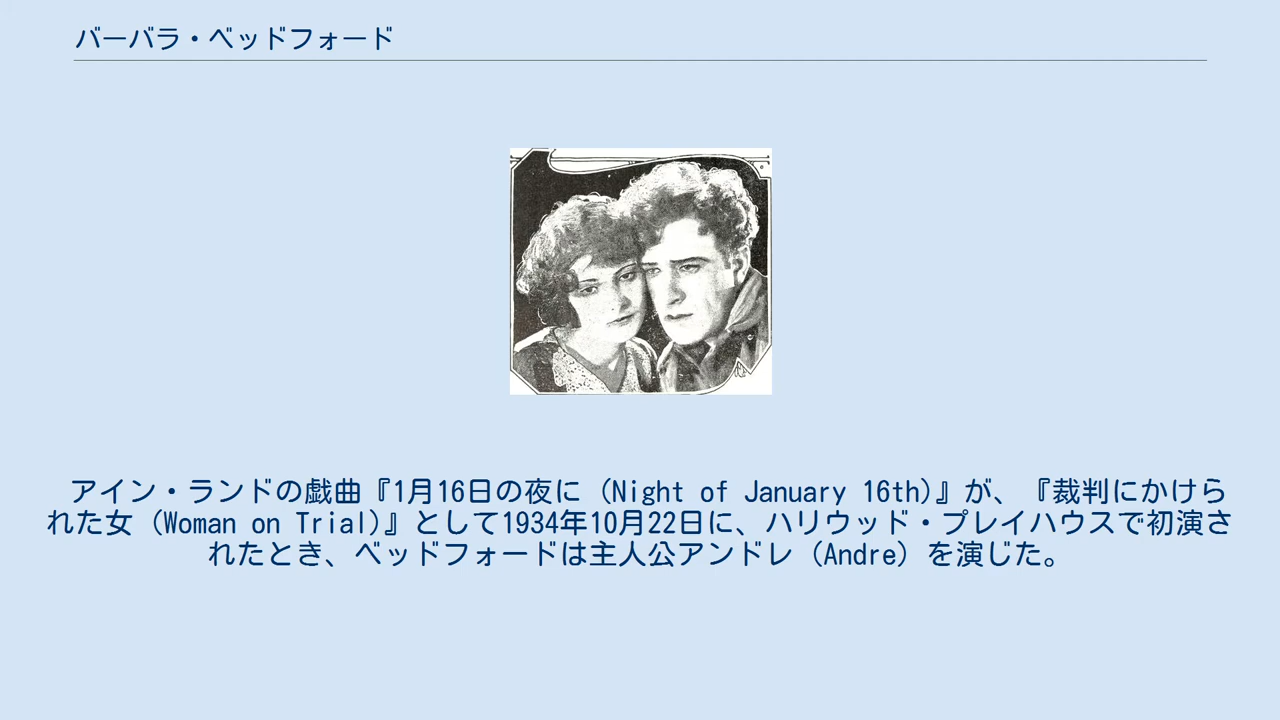 バーバラ・ベッドフォード
アイン・ランドの戯曲『1月16日の夜に (Night of January 16th)』が、『裁判にかけら
れた女 (Woman on Trial)』として1934年10月22日に、ハリウッド・プレイハウスで初演さ
れたとき、ベッドフォードは主人公アンドレ (Andre) を演じた。